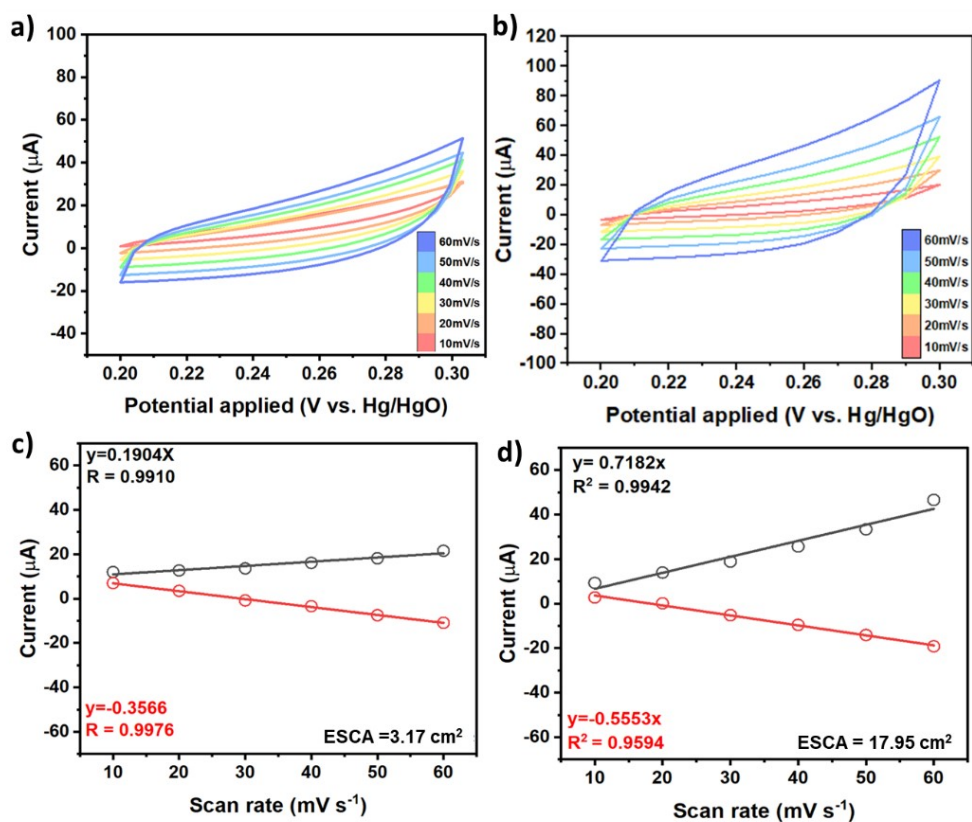 a)
100
80
60
40
20
0
-20
-40
Current (μA)
60mV/s
50mV/s
40mV/s
30mV/s
20mV/s
10mV/s
0.20 0.22 0.24 0.26 0.28 0.30
Potential applied (V vs. Hg/HgO)
b)
120
100
80
60
40
20
0
-20
-40
-60
-80
-100
Current (μA)
60mV/s
50mV/s
40mV/s
30mV/s
20mV/s
10mV/s
0.20 0.22 0.24 0.26 0.28 0.30
Potential applied (V vs. Hg/HgO)
c)
y=0.1904X
R = 0.9910
60
40
20
0
-20
-40
-60
Current (μA)
y=-0.3566
R = 0.9976
ESCA =3.17 cm²
10 20 30 40 50 60
Scan rate (mV s⁻¹)
d)
y= 0.7182x
R² = 0.9942
60
40
20
0
-20
-40
-60
Current (μA)
y=-0.5553x
R² = 0.9594
ESCA = 17.95 cm²
10 20 30 40 50 60
Scan rate (mV s⁻¹)